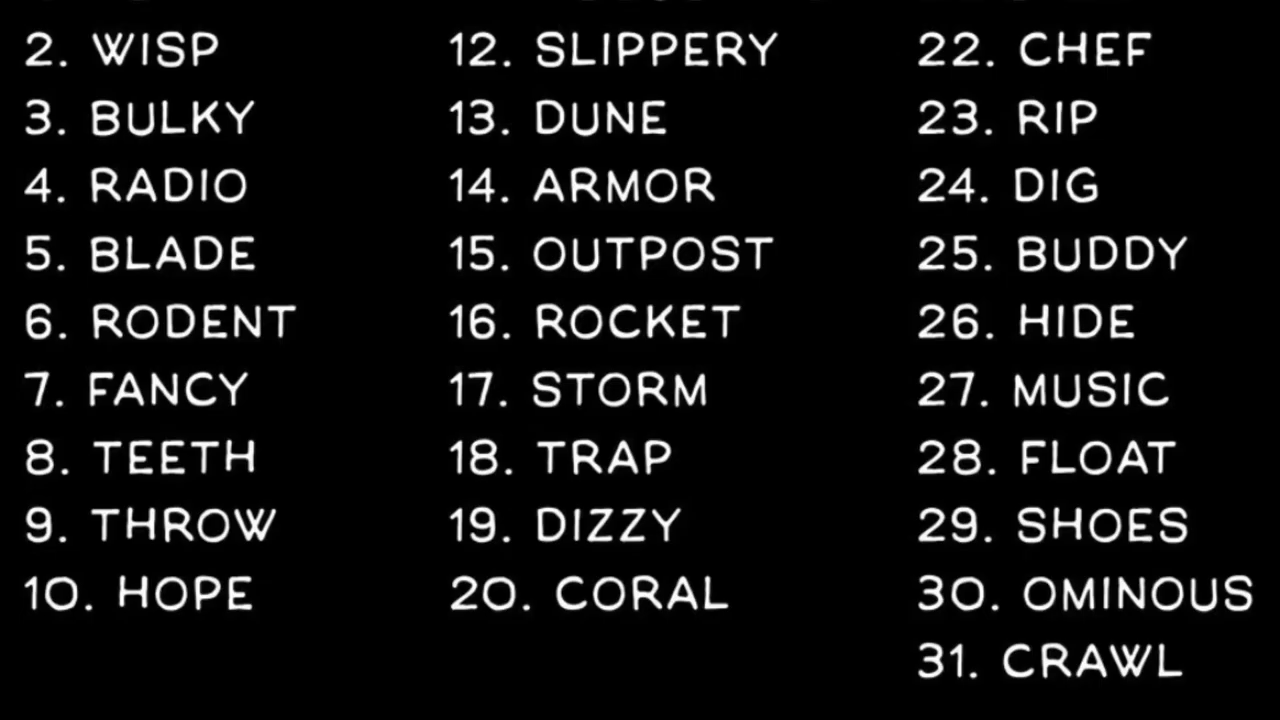 2. WISP
3. BULKY
4. RADIO
5. BLADE
6. RODENT
7. FANCY
8. TEETH
9. THROW
10. HOPE
12. SLIPPERY
13. DUNE
14. ARMOR
15. OUTPOST
16. ROCKET
17. STORM
18. TRAP
19. DIZZY
20. CORAL
22. CHEF
23. RIP
24. DIG
25. BUDDY
26. HIDE
27. MUSIC
28. FLOAT
29. SHOES
30. OMINOUS
31. CRAWL